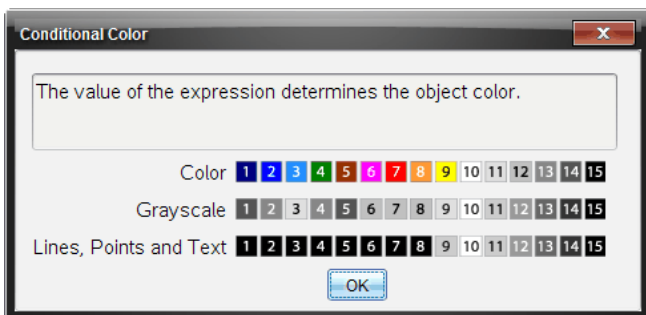 Conditional Color
X
The value of the expression determines the object color.
Color 1 2 3 4 5 6 7 8 9 10 11 12 13 14 15
Grayscale 1 2 3 4 5 6 7 8 9 10 11 12 13 14 15
Lines, Points and Text 1 2 3 4 5 6 7 8 9 10 11 12 13 14 15
OK